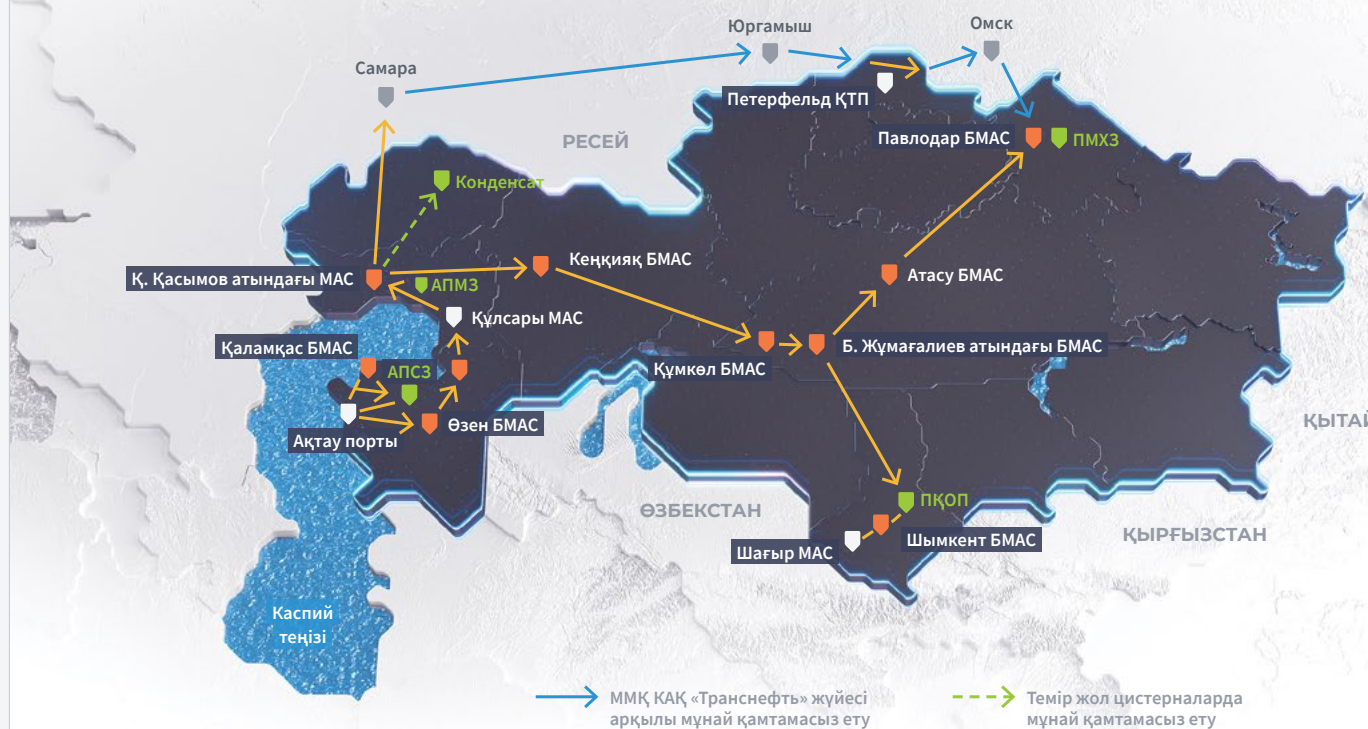 Юргамыш
Омск
Самара
Петерфельд ҚТП
Павлодар БМАС
ПМХЗ
РЕСЕЙ
Конденсат
Қ. Қасымов атындағы МАС
АПМЗ
Кеңқияқ БМАС
Атасу БМАС
Құлсары МАС
Қаламқас БМАС
Б. Жұмағалиев атындағы БМАС
Құмкөл БМАС
АПСЗ
Өзен БМАС
Ақтау порты
ҚЫТАЙ
ПҚОП
ӨЗБЕКСТАН
ҚЫРҒЫЗСТАН
Шымкент БМАС
Шағыр МАС
Каспий
теңізі
ММҚ КАҚ «Транснефть» жүйесі
арқылы мұнай қамтамасыз ету
Темір жол цистерналарда
мұнай қамтамасыз ету